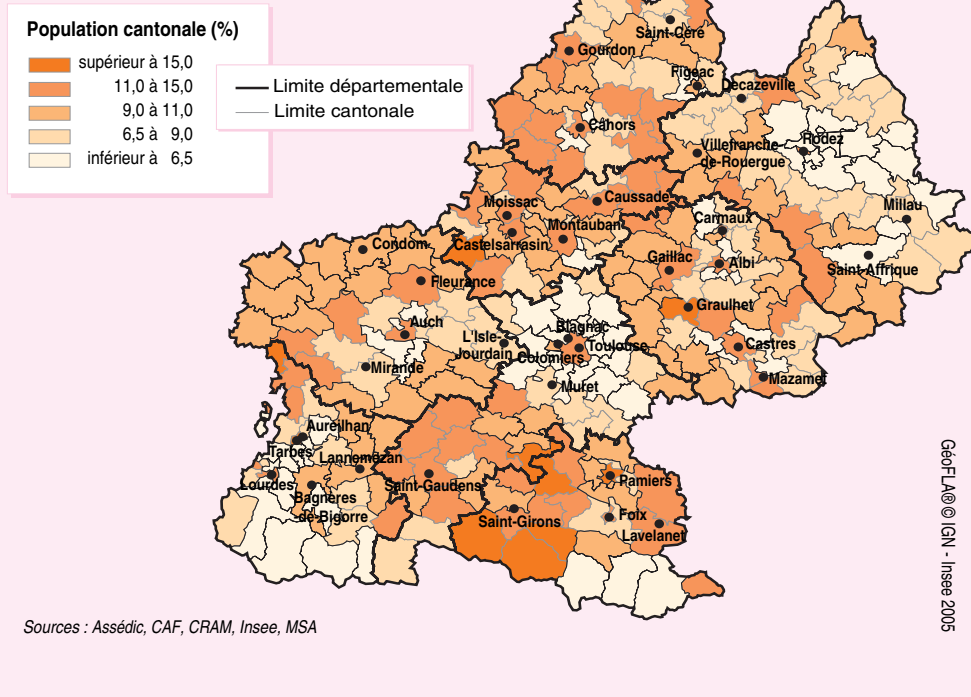 Population cantonale (%)
supérieur à 15,0
11,0 à 15,0
9,0 à 11,0
6,5 à 9,0
inférieur à 6,5
Limite départementale
Limite cantonale
Saint-Céré
Gourdon
Figeac
Decazeville
Cahors
Villefranche-
de-Rouergue
Rodez
Moissac
Caussade
Millau
Montauban
Carmaux
Castelsarrasin
Condom
Gaillac
Albi
Saint-Affrique
Fleurance
Graulhet
Auch
Blagnac
L'Isle-
Jourdain
Toulouse
Colomiers
Castres
Mirande
Mazamet
Muret
Aureilhan
Tarbes
Lannemezan
Lourdes
Saint-Gaudens
Pamiers
Bagnères
-de-Bigorre
Saint-Girons
Foix
Lavelanet
GéoFLA®© IGN - Insee 2005
Sources : Assédic, CAF, CRAM, Insee, MSA